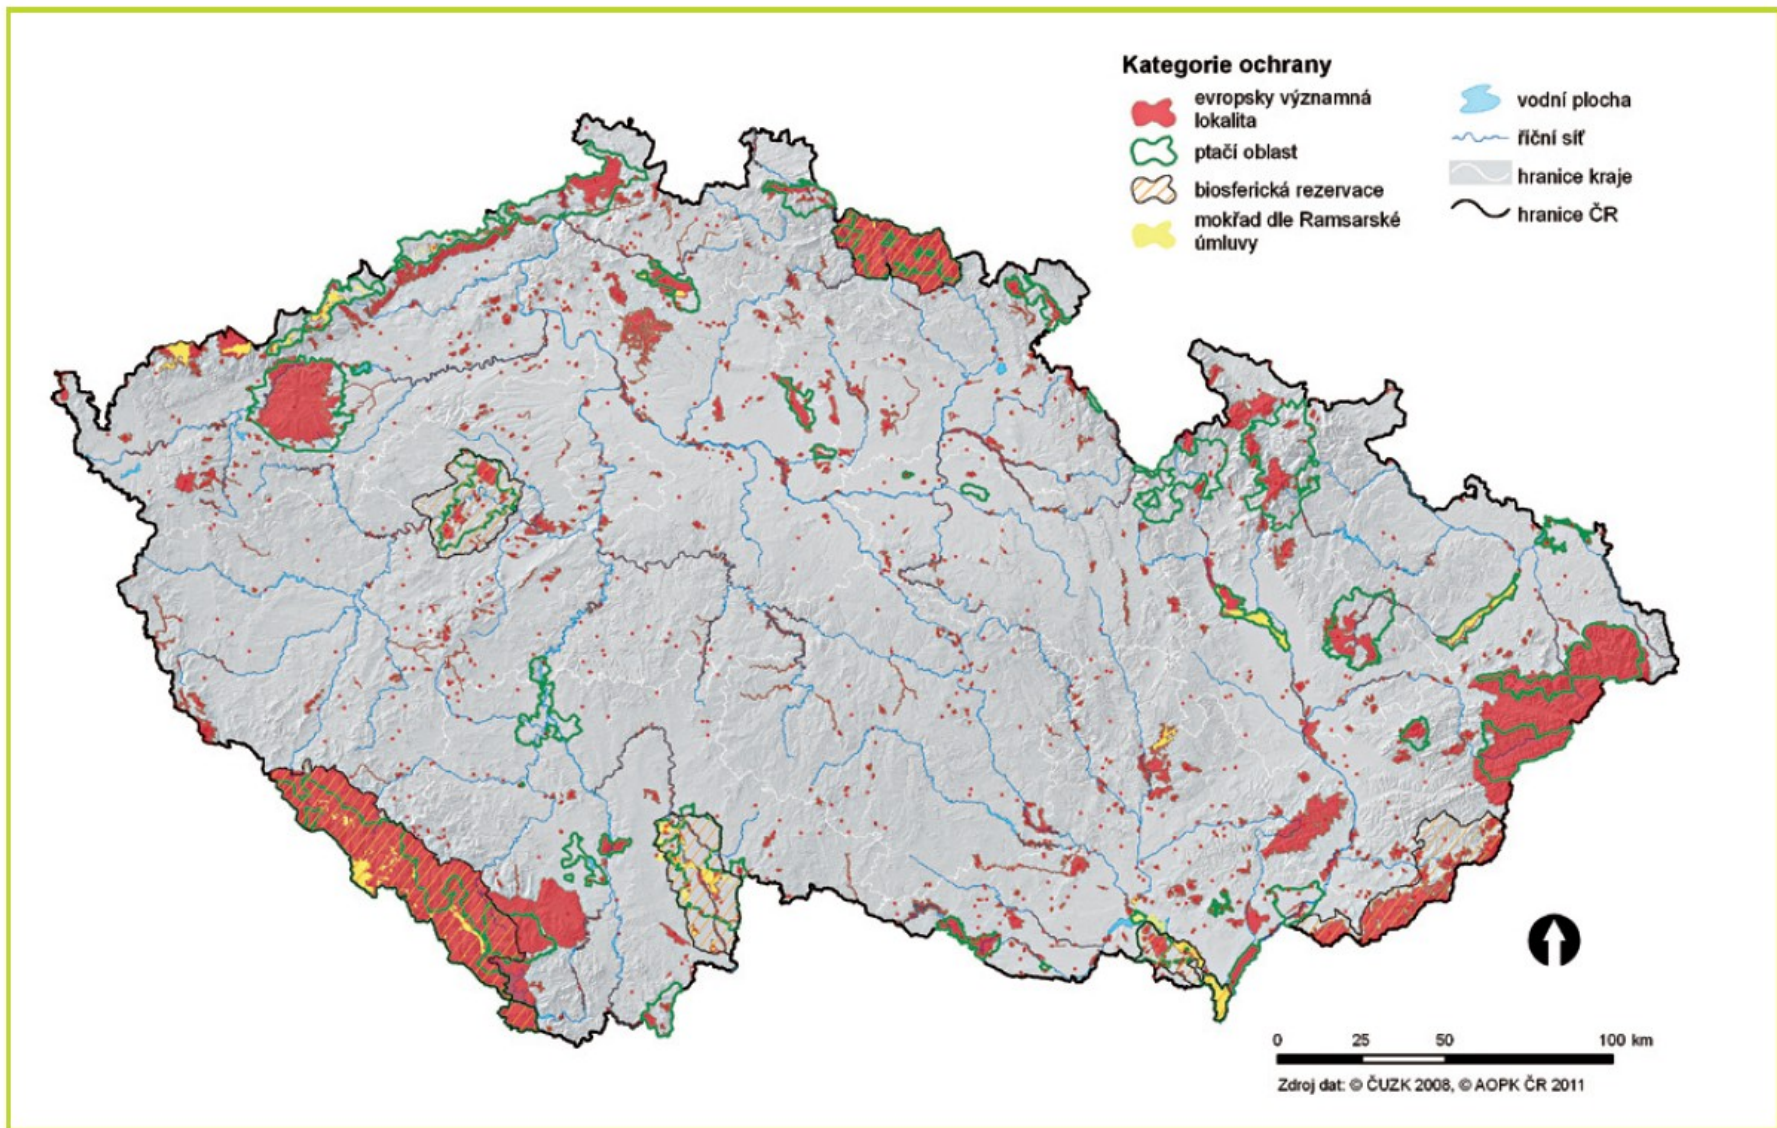 Kategorie ochrany
evropsky významná
lokalita
ptačí oblast
biosferická rezervace
mokřad dle Ramsarské
úmluvy
vodní plocha
říční síť
hranice kraje
hranice ČR
0 25 50 100 km
Zdroj dat: © ČUZK 2008, © AOPK ČR 2011